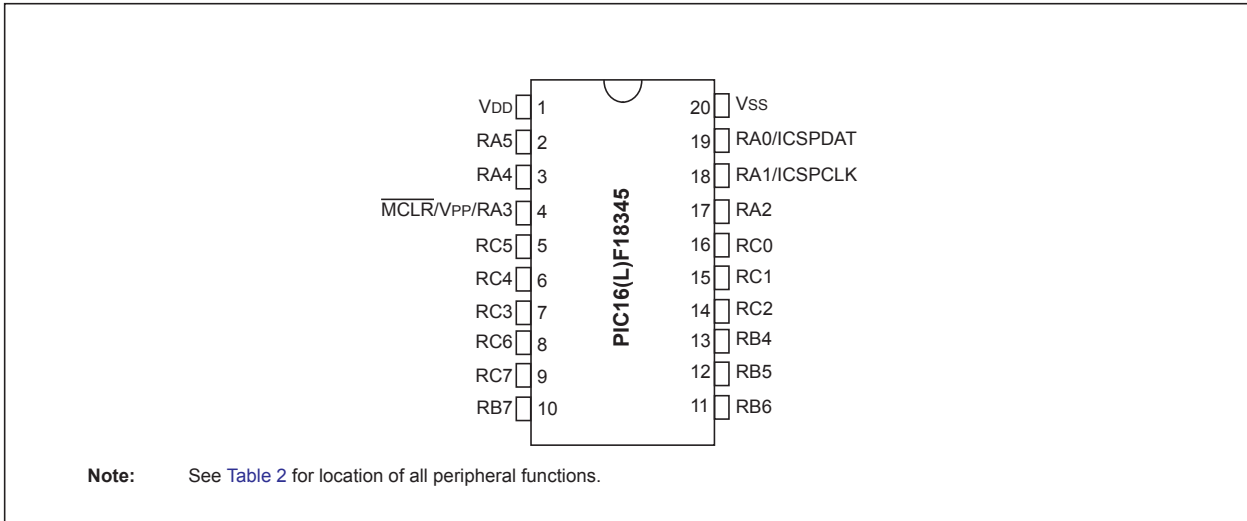 VDD 1 20 VSS
RA5 2 19 RA0/ICSPDAT
RA4 3 18 RA1/ICSPCLK
MCLR/VPP/RA3 4 17 RA2
RC5 5 16 RC0
RC4 6 15 RC1
RC3 7 14 RC2
RC6 8 13 RB4
RC7 9 12 RB5
RB7 10 11 RB6
PIC16(L)F18345
Note: See Table 2 for location of all peripheral functions.